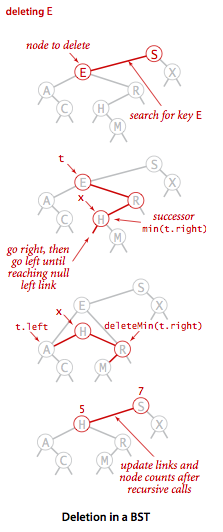 deleting E
node to delete
S
E
X
A
R
search for key E
C
H
M
t
S
E
X
x
A
R
C
H
successor
min(t.right)
M
go right, then
go left until
reaching null
left link
S
x
E
X
t.left
H
deleteMin(t.right)
A
R
C
M
7
5
S
H
X
A
R
C
M
update links and
node counts after
recursive calls
Deletion in a BST